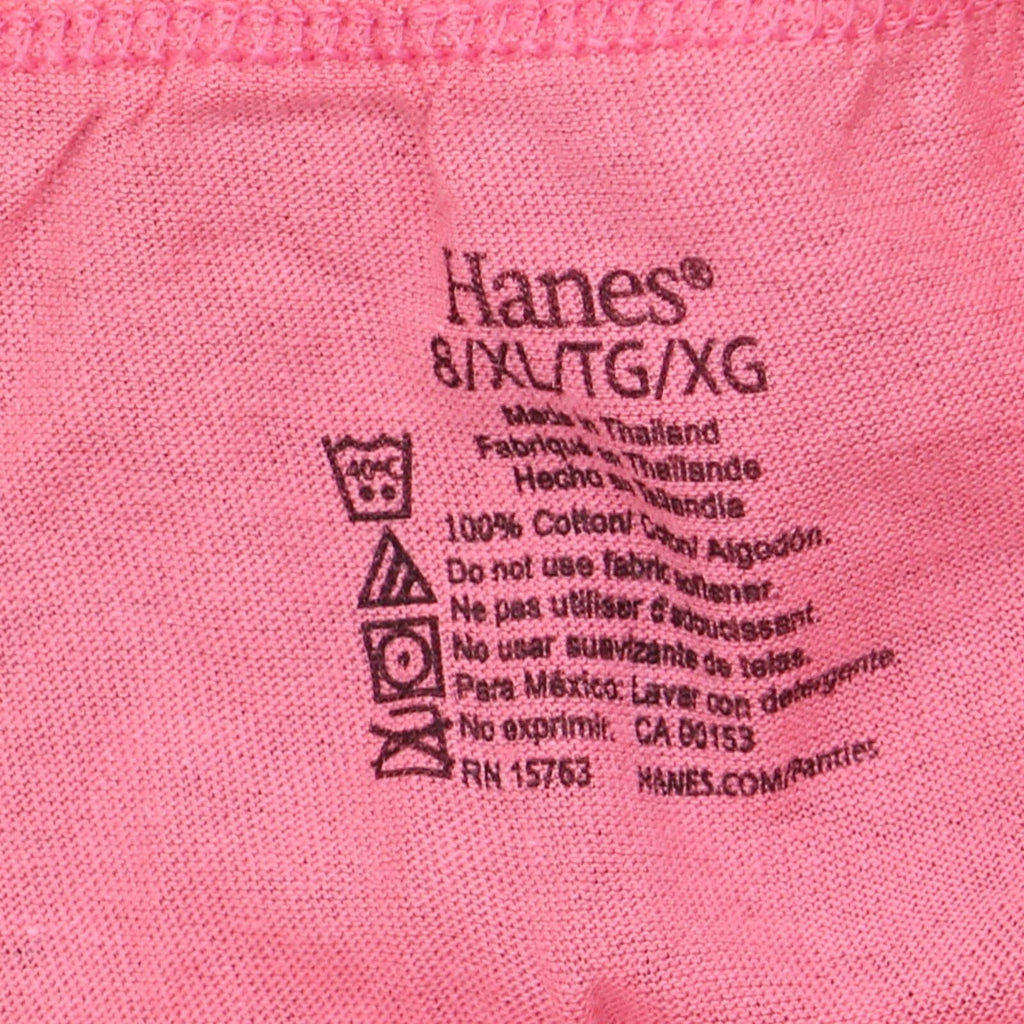 Hanes®
8/XL/TG/XG
Made in Thailand
Fabriqué en Thaïlande
Hecho en Tailandia
40°C
100% Cotton/ Coton/ Algodón.
Do not use fabric softener.
Ne pas utiliser d'adoucissant.
No usar suavizante de telas.
Para México: Lavar con detergente.
No exprimir. CA 00153
RN 15763 HANES.COM/Panties